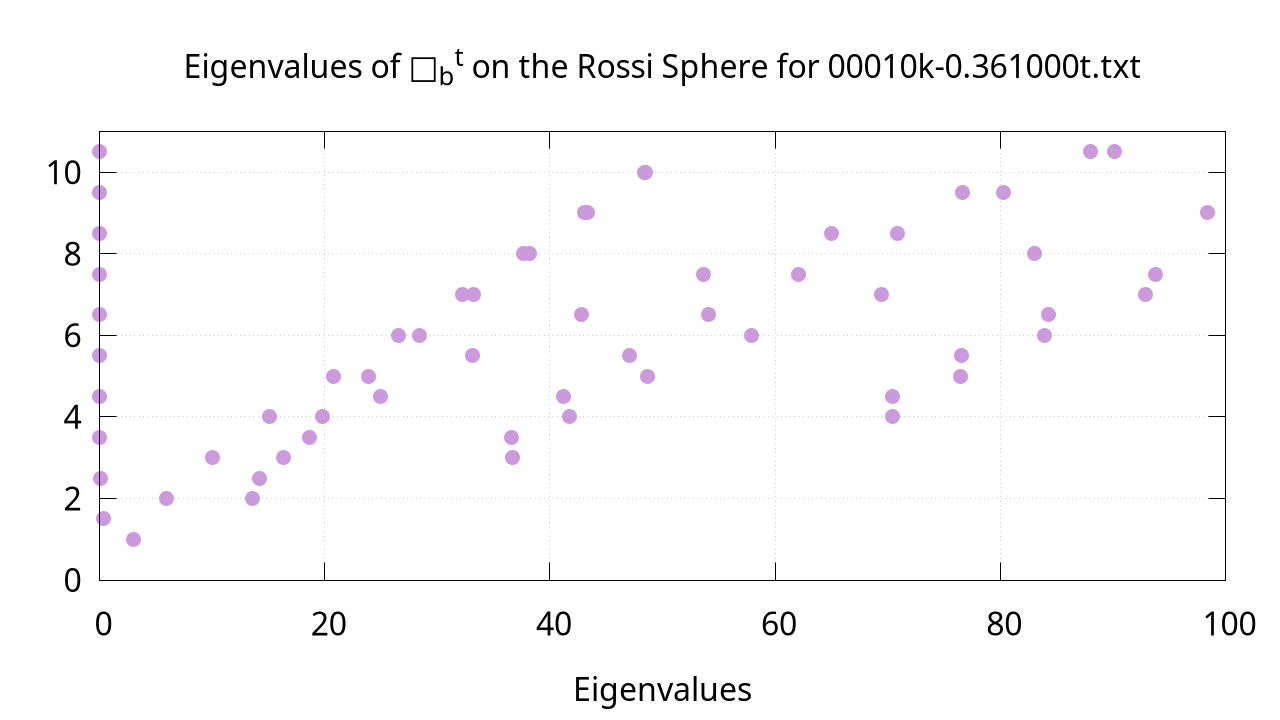 Eigenvalues of □bᵗ on the Rossi Sphere for 00010k-0.361000t.txt
10
8
6
4
2
0
0 20 40 60 80 100
Eigenvalues